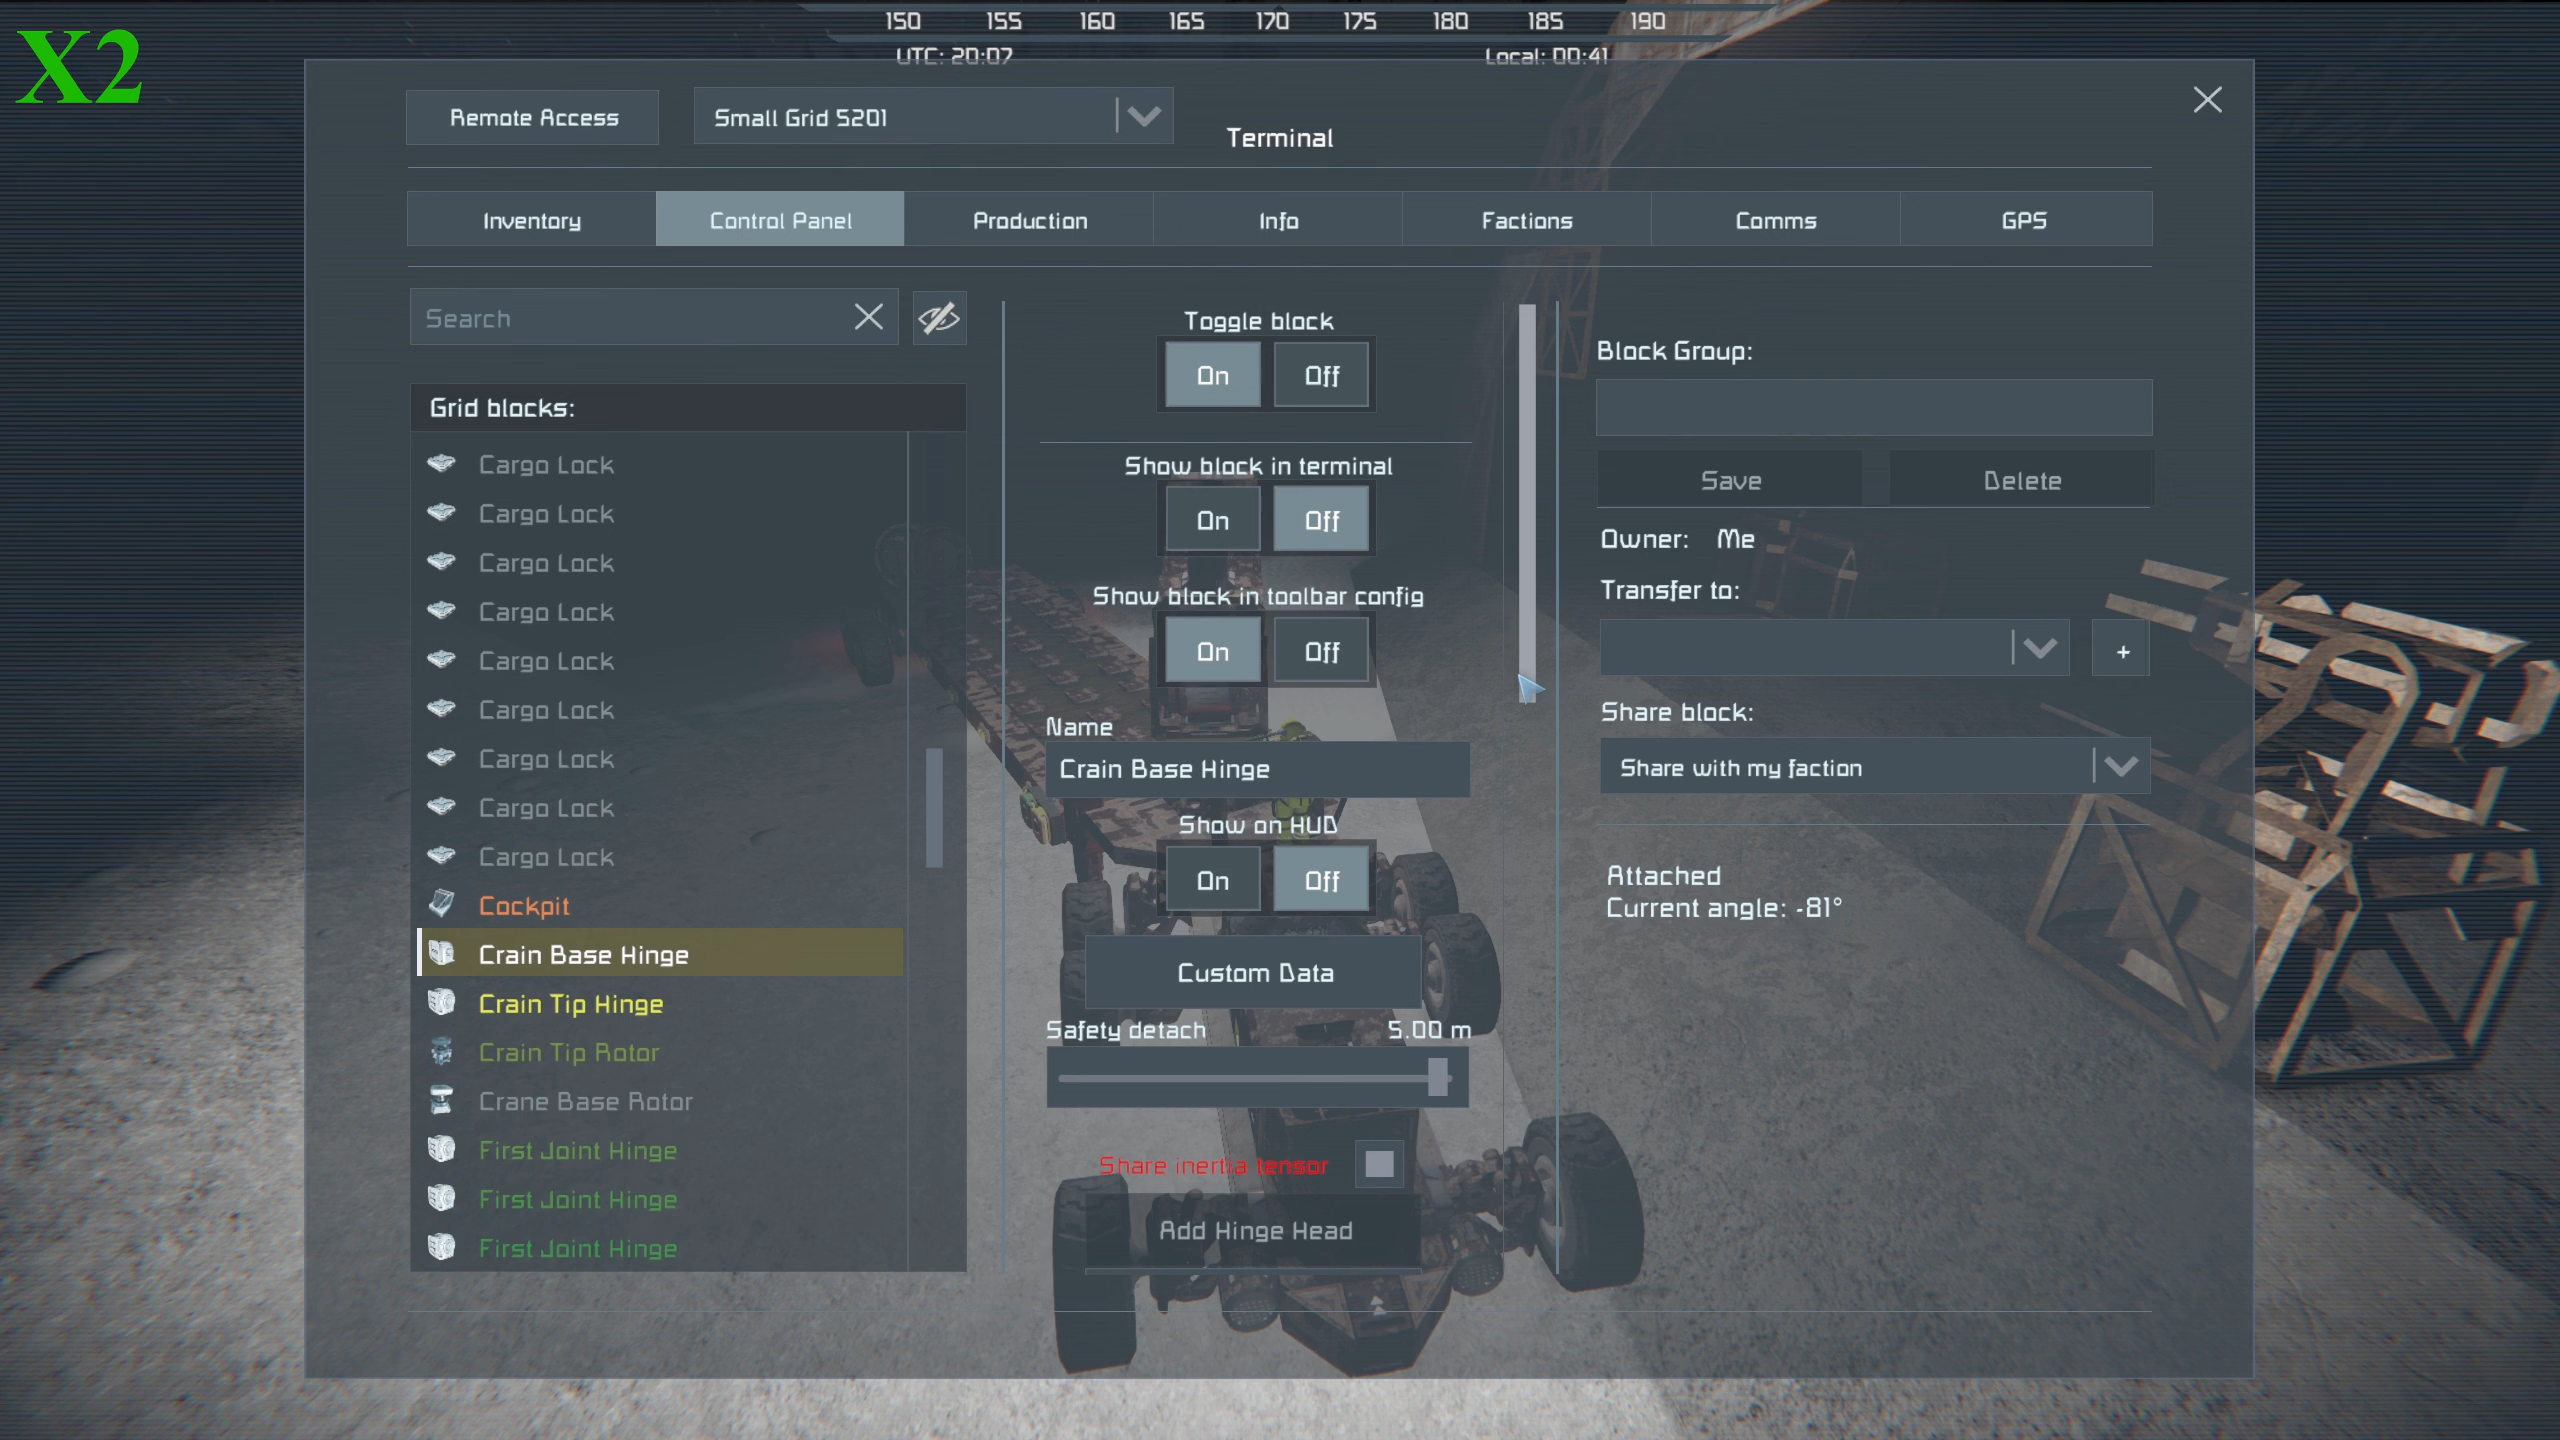 X2
150 155 160 165 170 175 180 185 190
UTC: 20:07 Local: 00:41
Remote Access Small Grid 5201
Terminal
Inventory Control Panel Production Info Factions Comms GPS
Search
Grid blocks:
Cargo Lock
Cargo Lock
Cargo Lock
Cargo Lock
Cargo Lock
Cargo Lock
Cargo Lock
Cargo Lock
Cargo Lock
Cockpit
Crain Base Hinge
Crain Tip Hinge
Crain Tip Rotor
Crane Base Rotor
First Joint Hinge
First Joint Hinge
First Joint Hinge
Toggle block
On Off
Show block in terminal
On Off
Show block in toolbar config
On Off
Name
Crain Base Hinge
Show on HUD
On Off
Custom Data
Safety detach 5.00 m
Share inertia tensor
Add Hinge Head
Block Group:
Save Delete
Owner: Me
Transfer to:
+
Share block:
Share with my faction
Attached
Current angle: -81°